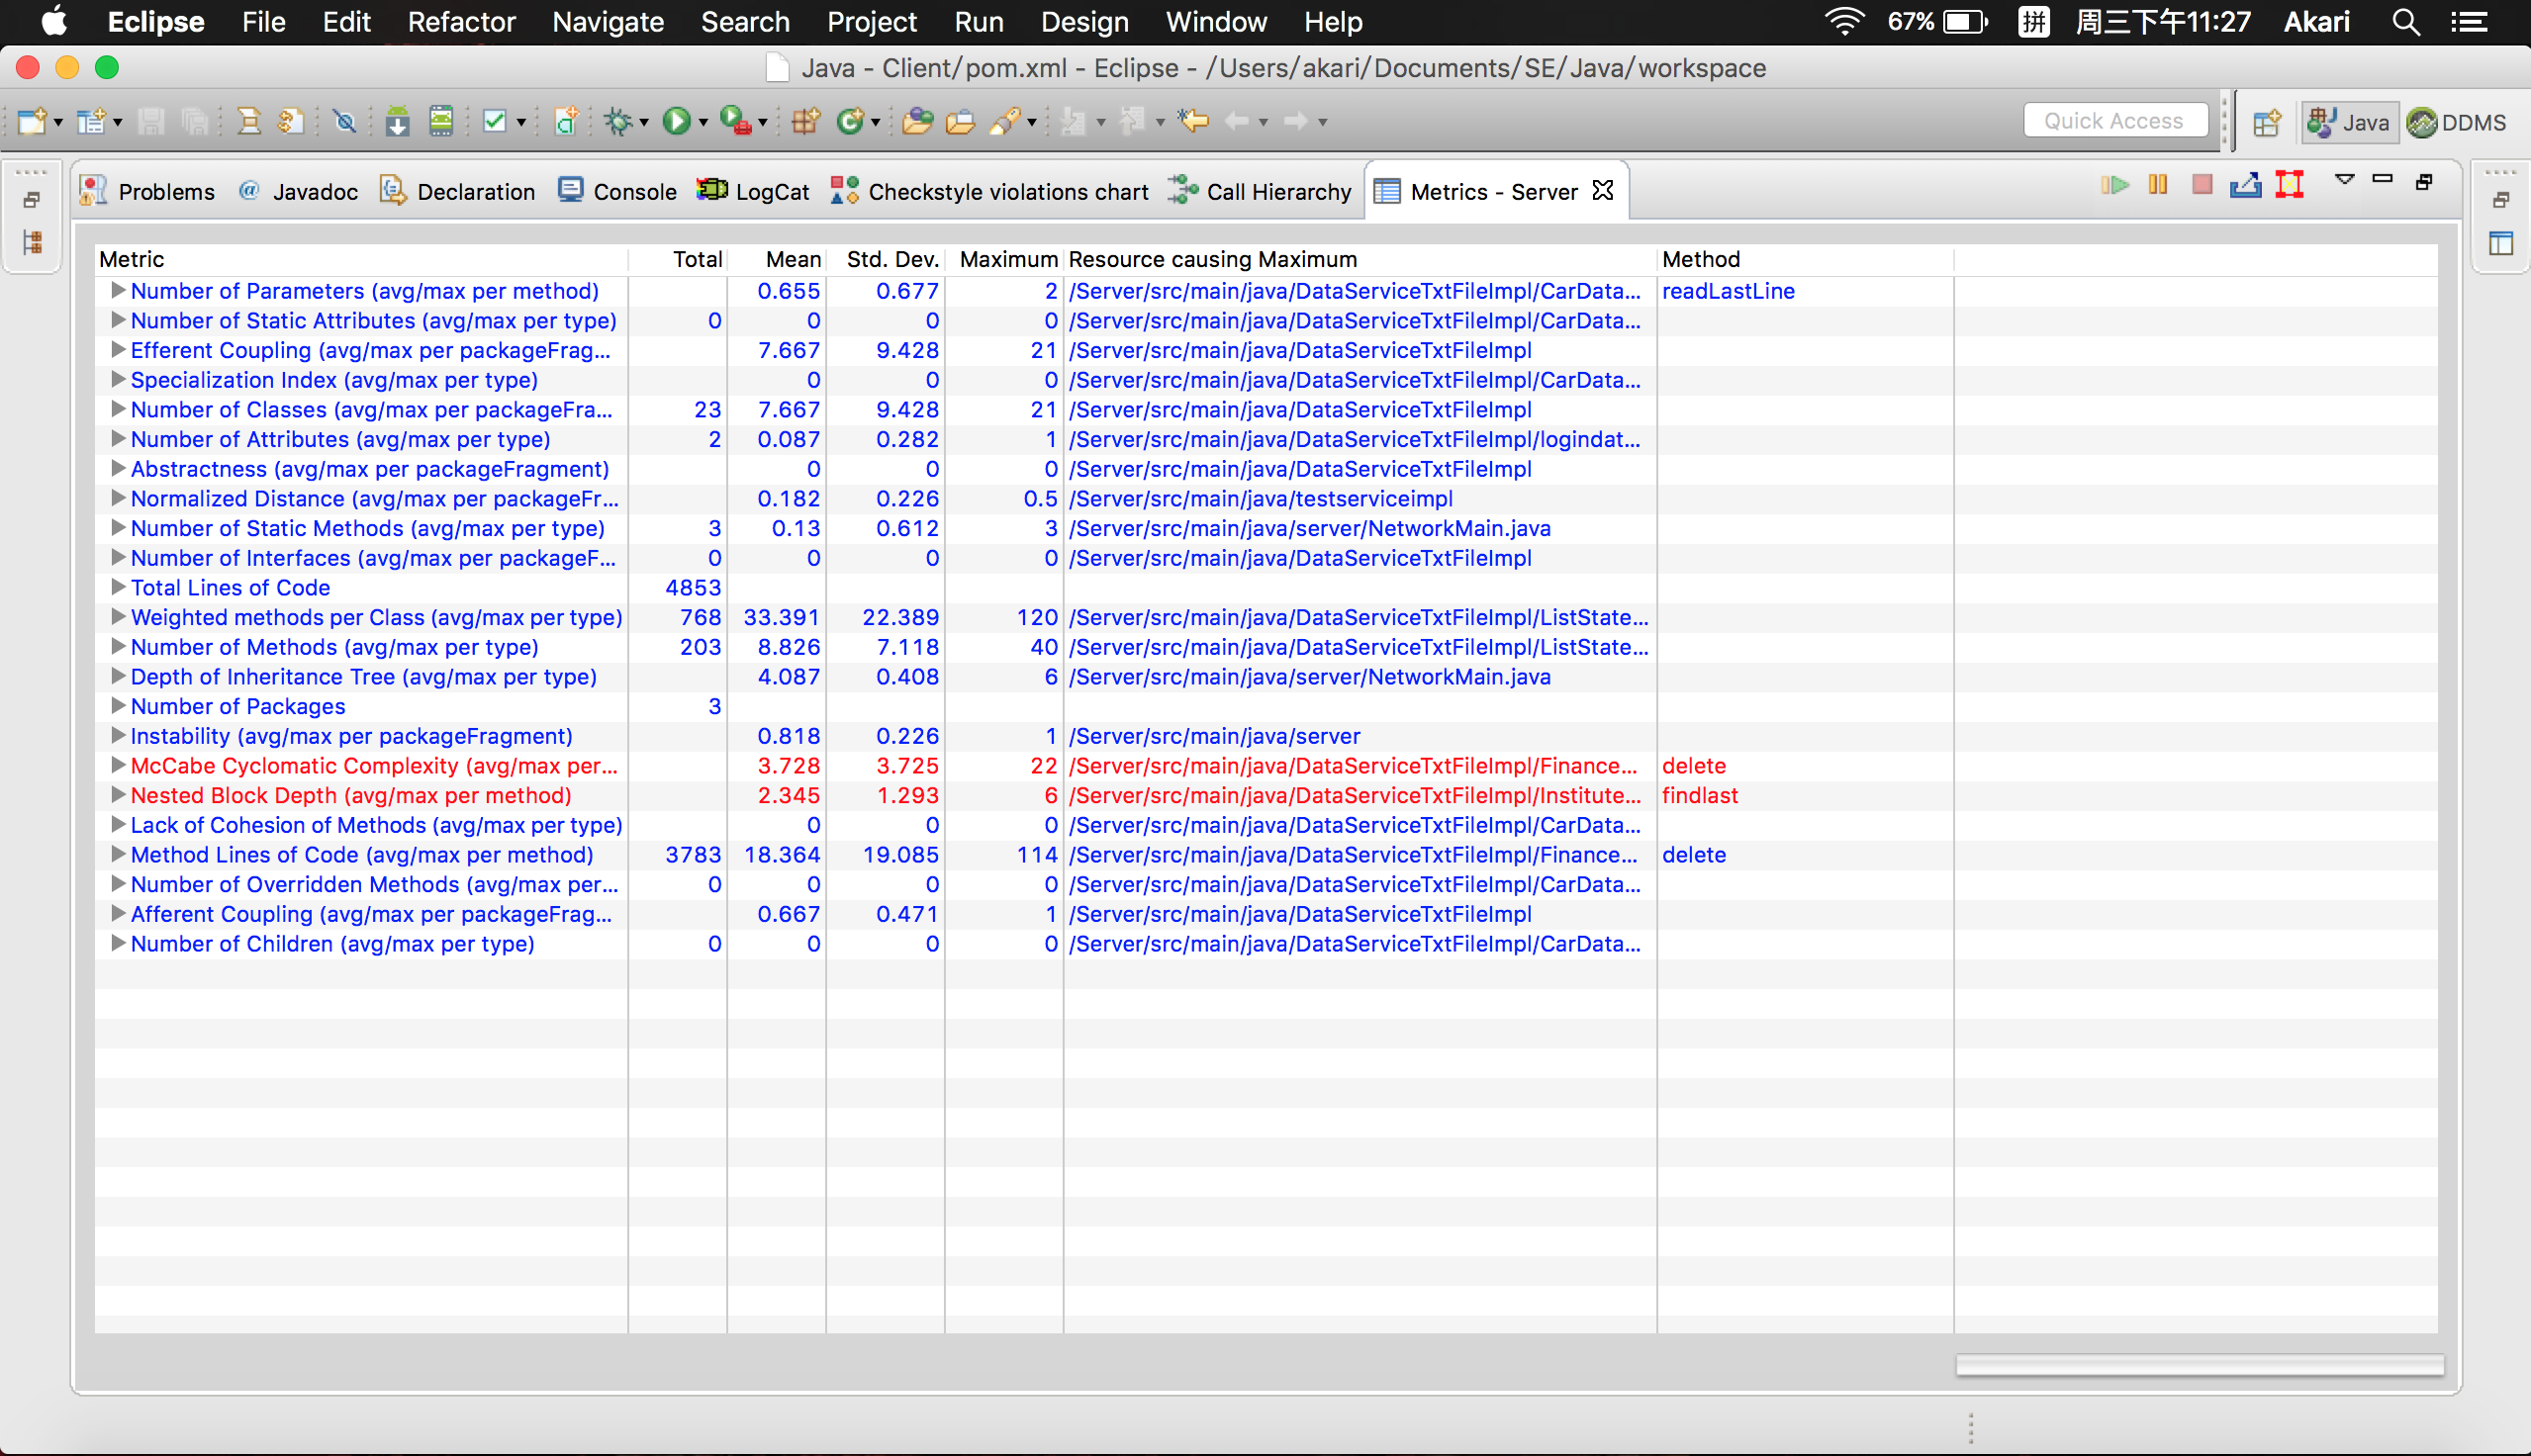 Eclipse File Edit Refactor Navigate Search Project Run Design Window Help 67% 拼 周三下午11:27 Akari
Java - Client/pom.xml - Eclipse - /Users/akari/Documents/SE/Java/workspace
Quick Access Java DDMS
Problems @ Javadoc Declaration Console LogCat Checkstyle violations chart Call Hierarchy Metrics - Server
Metric Total Mean Std. Dev. Maximum Resource causing Maximum Method
Number of Parameters (avg/max per method) 0.655 0.677 2 /Server/src/main/java/DataServiceTxtFileImpl/CarData... readLastLine
Number of Static Attributes (avg/max per type) 0 0 0 0 /Server/src/main/java/DataServiceTxtFileImpl/CarData...
Efferent Coupling (avg/max per packageFrag... 7.667 9.428 21 /Server/src/main/java/DataServiceTxtFileImpl
Specialization Index (avg/max per type) 0 0 0 /Server/src/main/java/DataServiceTxtFileImpl/CarData...
Number of Classes (avg/max per packageFra... 23 7.667 9.428 21 /Server/src/main/java/DataServiceTxtFileImpl
Number of Attributes (avg/max per type) 2 0.087 0.282 1 /Server/src/main/java/DataServiceTxtFileImpl/logindat...
Abstractness (avg/max per packageFragment) 0 0 0 /Server/src/main/java/DataServiceTxtFileImpl
Normalized Distance (avg/max per packageFr... 0.182 0.226 0.5 /Server/src/main/java/testserviceimpl
Number of Static Methods (avg/max per type) 3 0.13 0.612 3 /Server/src/main/java/server/NetworkMain.java
Number of Interfaces (avg/max per packageF... 0 0 0 0 /Server/src/main/java/DataServiceTxtFileImpl
Total Lines of Code 4853
Weighted methods per Class (avg/max per type) 768 33.391 22.389 120 /Server/src/main/java/DataServiceTxtFileImpl/ListState...
Number of Methods (avg/max per type) 203 8.826 7.118 40 /Server/src/main/java/DataServiceTxtFileImpl/ListState...
Depth of Inheritance Tree (avg/max per type) 4.087 0.408 6 /Server/src/main/java/server/NetworkMain.java
Number of Packages 3
Instability (avg/max per packageFragment) 0.818 0.226 1 /Server/src/main/java/server
McCabe Cyclomatic Complexity (avg/max per... 3.728 3.725 22 /Server/src/main/java/DataServiceTxtFileImpl/Finance... delete
Nested Block Depth (avg/max per method) 2.345 1.293 6 /Server/src/main/java/DataServiceTxtFileImpl/Institute... findlast
Lack of Cohesion of Methods (avg/max per type) 0 0 0 /Server/src/main/java/DataServiceTxtFileImpl/CarData...
Method Lines of Code (avg/max per method) 3783 18.364 19.085 114 /Server/src/main/java/DataServiceTxtFileImpl/Finance... delete
Number of Overridden Methods (avg/max per... 0 0 0 0 /Server/src/main/java/DataServiceTxtFileImpl/CarData...
Afferent Coupling (avg/max per packageFrag... 0.667 0.471 1 /Server/src/main/java/DataServiceTxtFileImpl
Number of Children (avg/max per type) 0 0 0 0 /Server/src/main/java/DataServiceTxtFileImpl/CarData...